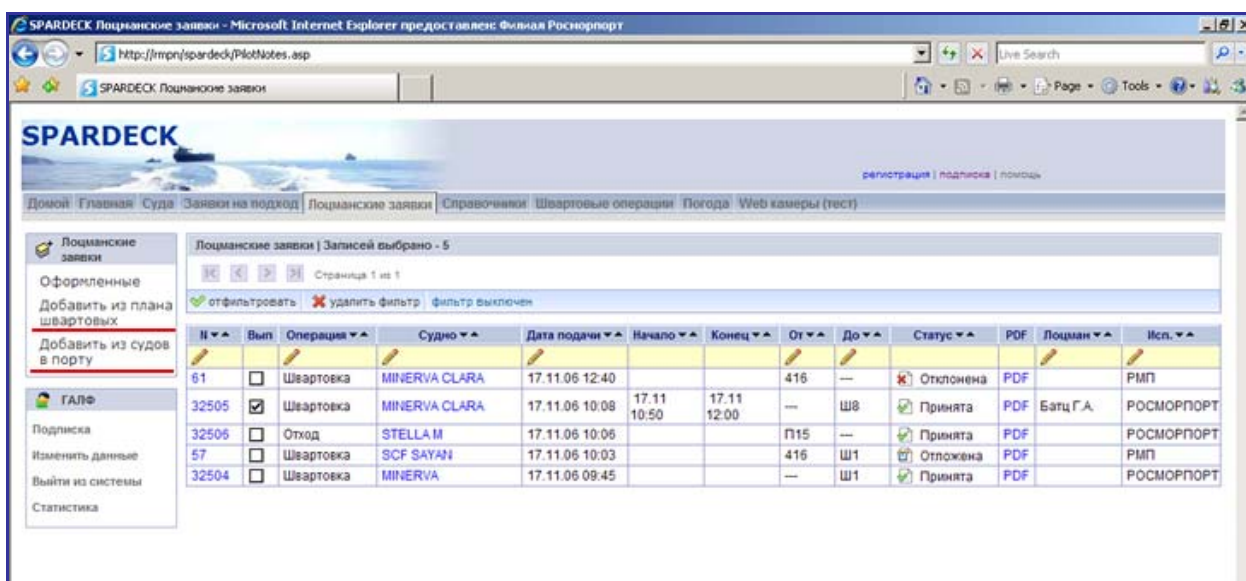 SPARDECK Лоцманские заявки - Microsoft Internet Explorer предоставлен: Филиал Росморпорт
http://rmpn/spardeck/PilotNotes.asp
Live Search
SPARDECK Лоцманские заявки
Page
Tools
SPARDECK
регистрация | подписка | помощь
Домой Главная Суда Заявки на подход Лоцманские заявки Справочники Швартовые операции Погода Web камеры (тест)
Лоцманские заявки
Оформленные
Добавить из плана швартовых
Добавить из судов в порту
ГАЛФ
Подписка
Изменить данные
Выйти из системы
Статистика
Лоцманские заявки | Записей выбрано - 5
Страница 1 из 1
отфильтровать удалить фильтр фильтр выключен
N Вып Операция Судно Дата подачи Начало Конец От До Статус PDF Лоцман Исп.
61 Швартовка MINERVA CLARA 17.11.06 12:40 416 --- Отклонена PDF РМП
32505 Швартовка MINERVA CLARA 17.11.06 10:08 17.11 10:50 17.11 12:00 --- Ш8 Принята PDF Батц Г.А. РОСМОРПОРТ
32506 Отход STELLA M 17.11.06 10:06 П15 --- Принята PDF РОСМОРПОРТ
57 Швартовка SCF SAYAN 17.11.06 10:03 416 Ш1 Отложена PDF РМП
32504 Швартовка MINERVA 17.11.06 09:45 --- Ш1 Принята PDF РОСМОРПОРТ